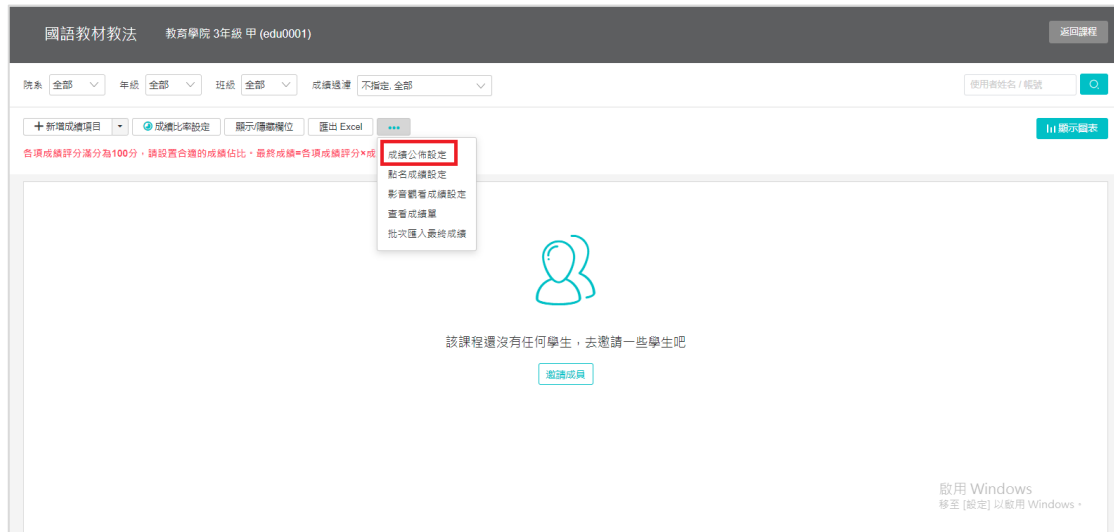 國語教材教法 教育學院 3年級 甲 (edu0001) 返回課程
院系 全部 年級 全部 班級 全部 成績過濾 不指定, 全部 使用者姓名 / 帳號
+ 新增成績項目 成績比率設定 顯示/隱藏欄位 匯出 Excel ••• 顯示圖表
各項成績評分滿分為100分，請設置合適的成績佔比。最終成績=各項成績評分×成
成績公佈設定
點名成績設定
影音觀看成績設定
查看成績單
批次匯入最終成績
該課程還沒有任何學生，去邀請一些學生吧
邀請成員
啟用 Windows
移至 [設定] 以啟用 Windows。